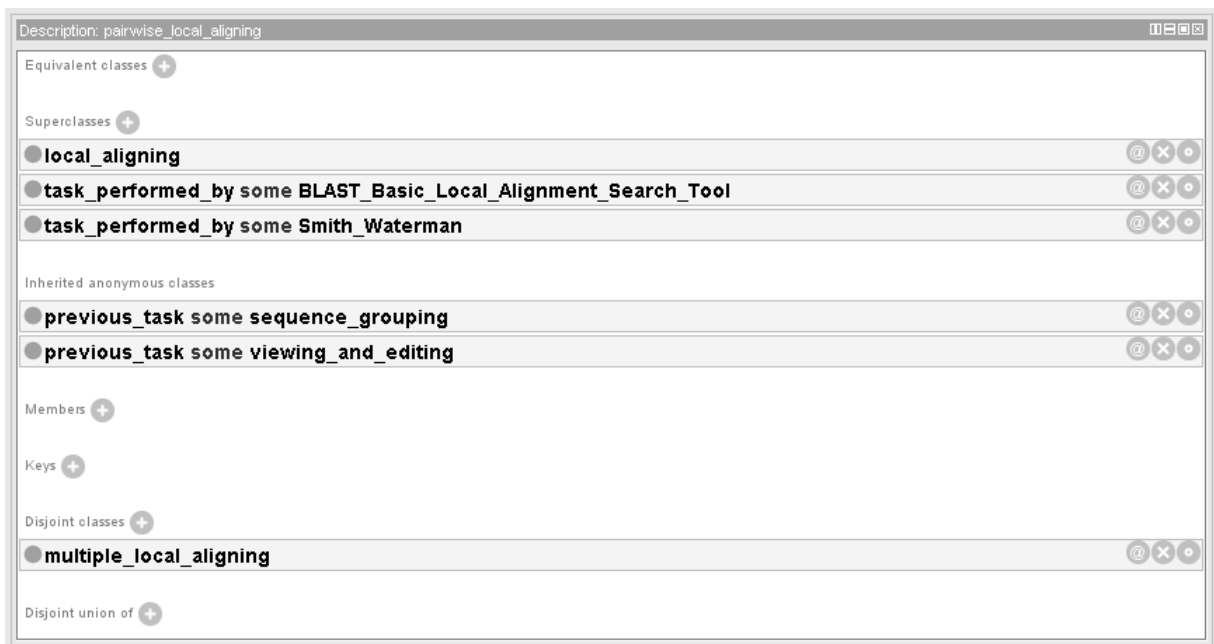 Description: pairwise_local_aligning
Equivalent classes
Superclasses
local_aligning
task_performed_by some BLAST_Basic_Local_Alignment_Search_Tool
task_performed_by some Smith_Waterman
Inherited anonymous classes
previous_task some sequence_grouping
previous_task some viewing_and_editing
Members
Keys
Disjoint classes
multiple_local_aligning
Disjoint union of